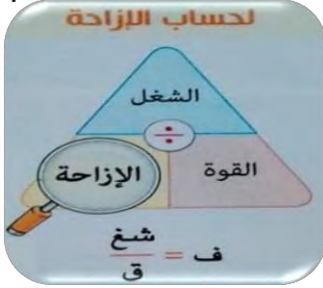 لحساب الإزاحة
الشغل
÷
القوة
الإزاحة
ف = شغ
ق